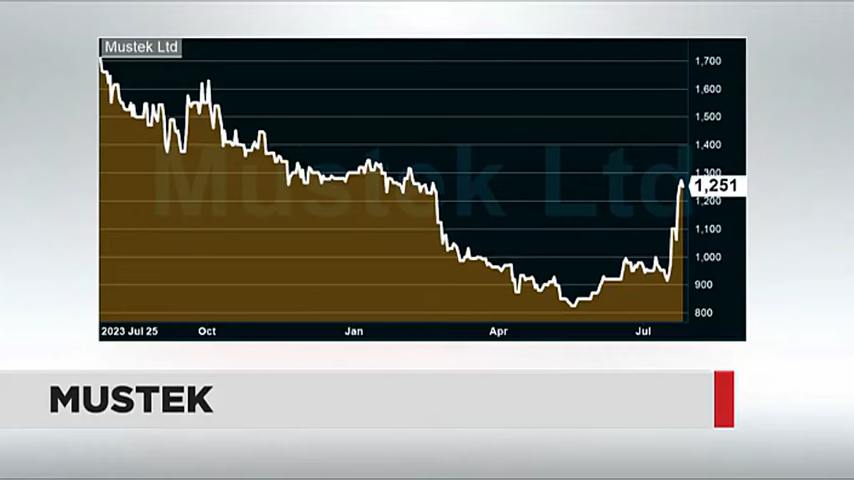 Mustek Ltd
1,700
1,600
1,500
1,400
1,300
1,251
1,200
1,100
1,000
900
800
Mustek Ltd
2023 Jul 25 Oct Jan Apr Jul
MUSTEK